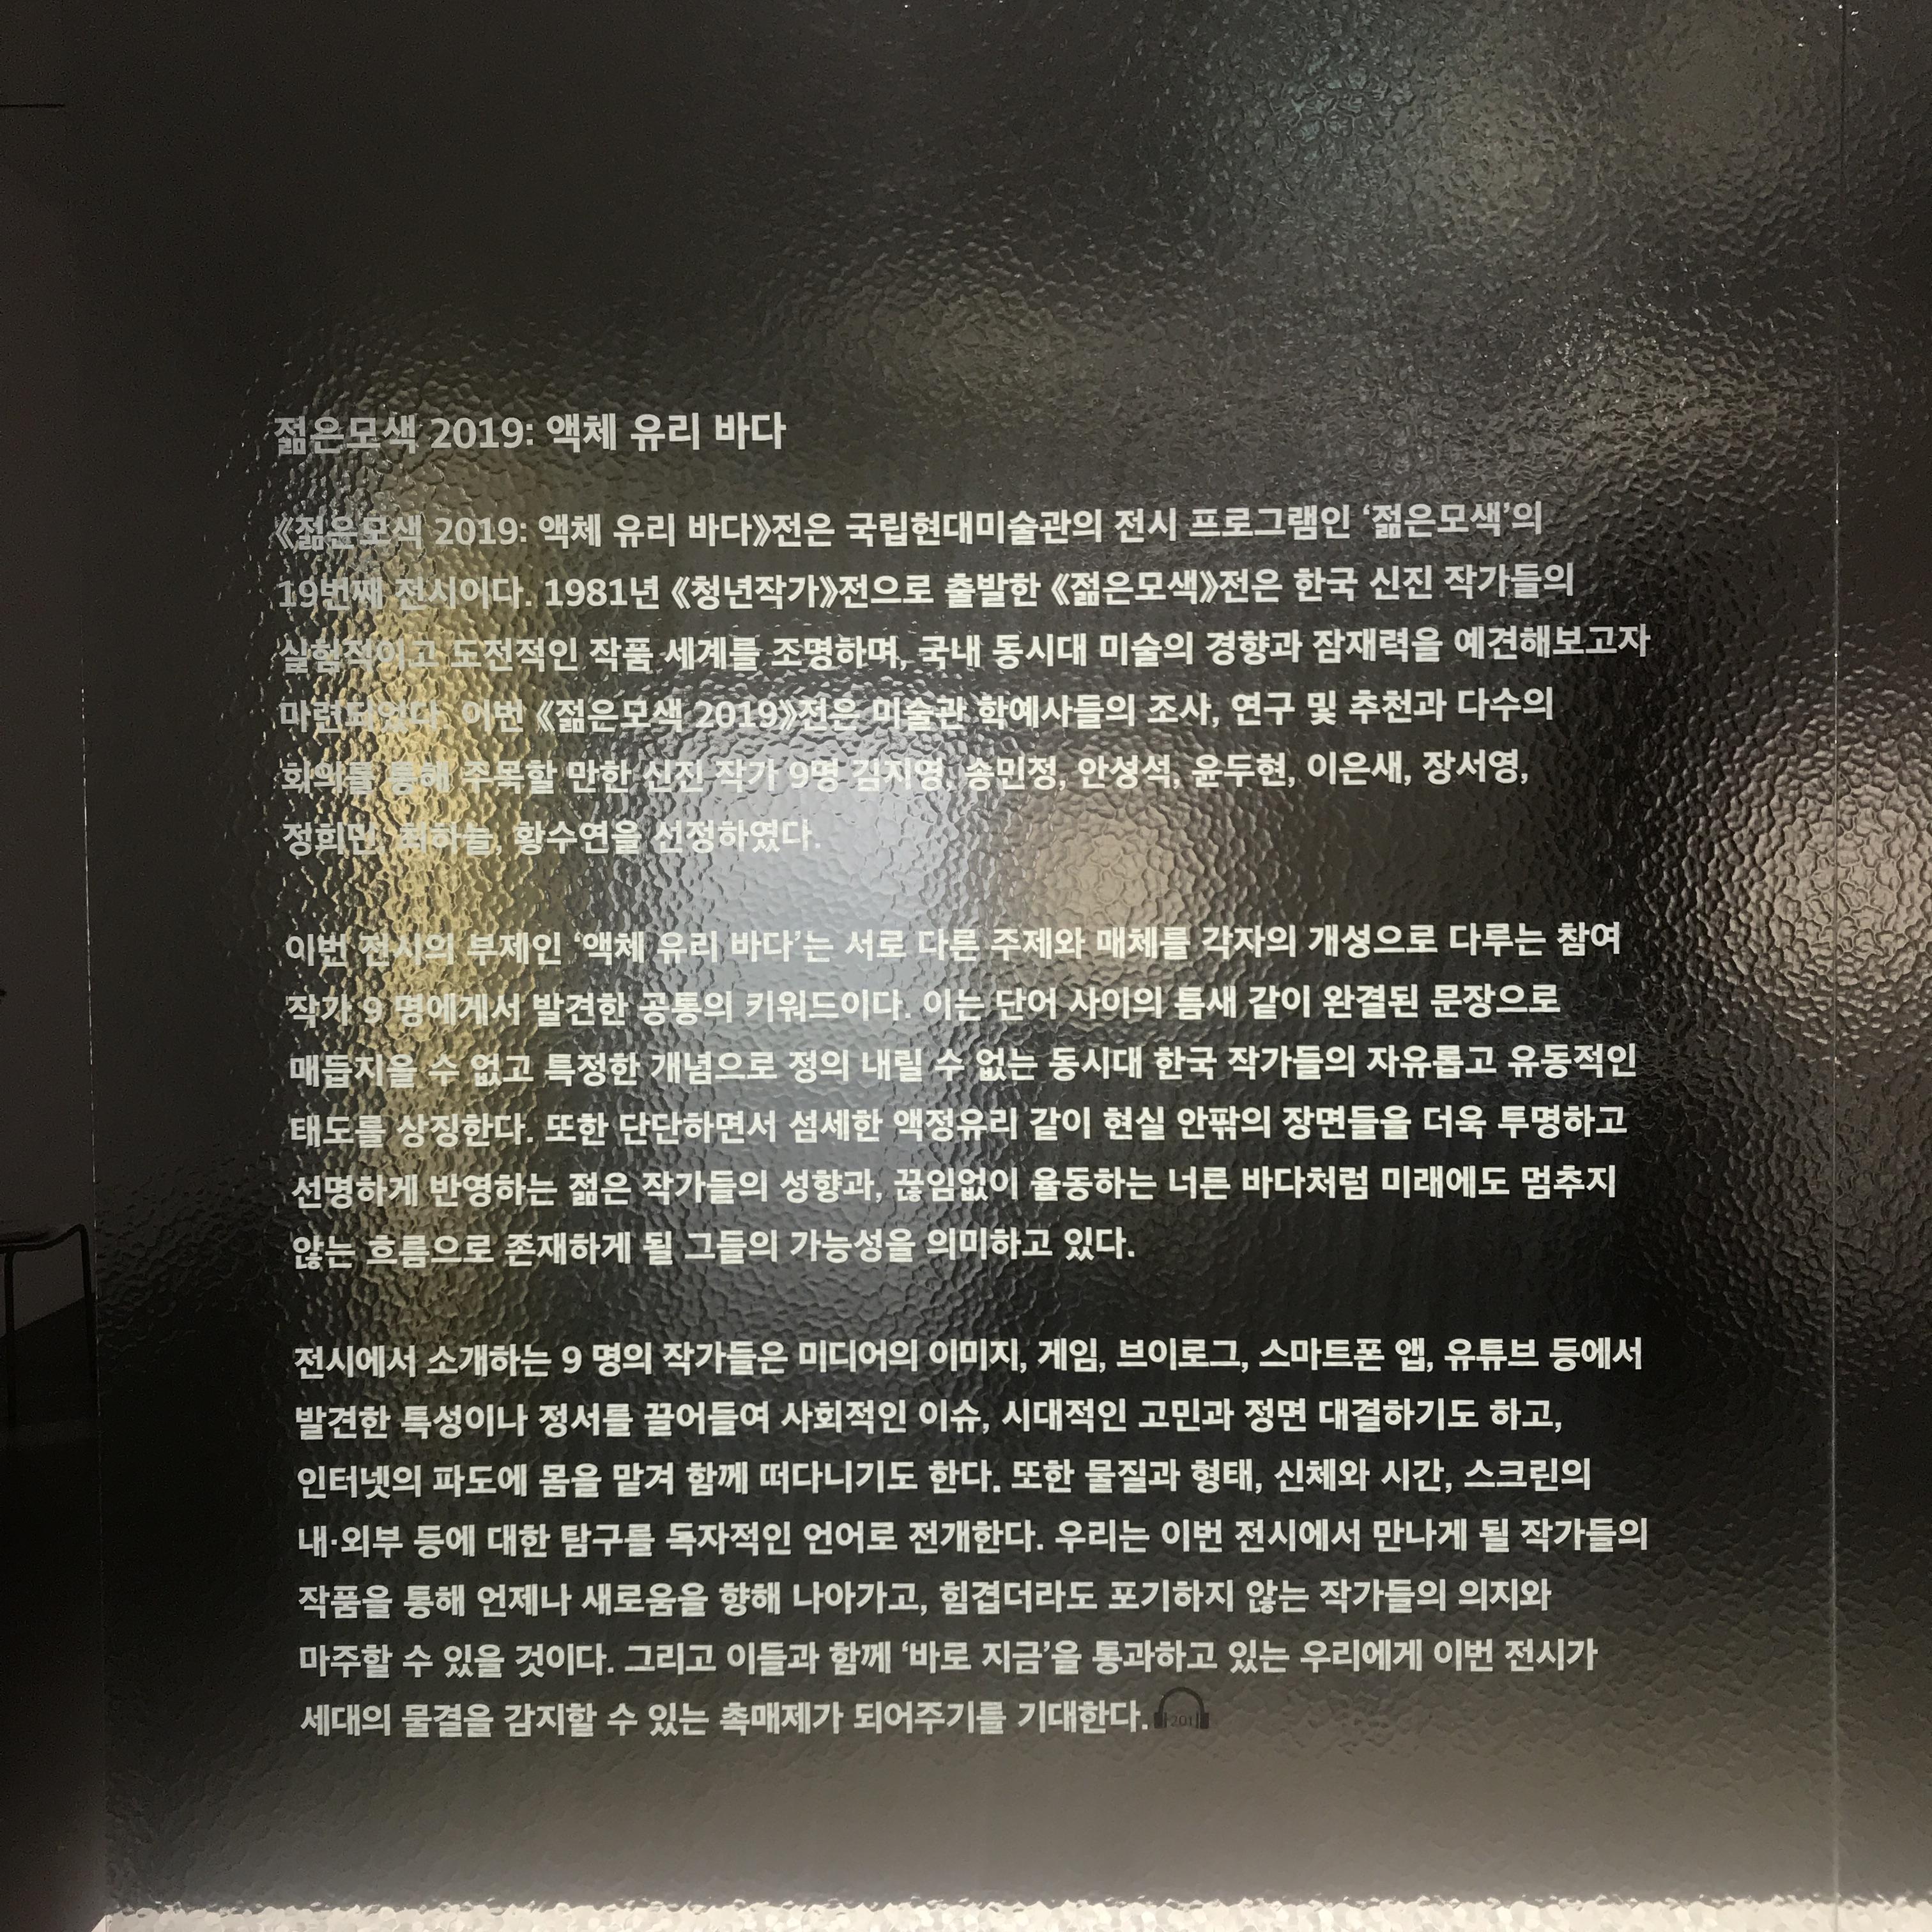 젊은모색 2019: 액체 유리 바다
《젊은모색 2019: 액체 유리 바다》전은 국립현대미술관의 전시 프로그램인 ‘젊은모색’의
19번째 전시이다. 1981년 《청년작가》전으로 출발한 《젊은모색》전은 한국 신진 작가들의
실험적이고 도전적인 작품 세계를 조명하며, 국내 동시대 미술의 경향과 잠재력을 예견해보고자
마련되었다. 이번 《젊은모색 2019》전은 미술관 학예사들의 조사, 연구 및 추천과 다수의
회의를 통해 주목할 만한 신진 작가 9명 김지영, 송민정, 안성석, 윤두현, 이은새, 장서영,
정희민, 최하늘, 황수연을 선정하였다.
이번 전시의 부제인 ‘액체 유리 바다’는 서로 다른 주제와 매체를 각자의 개성으로 다루는 참여
작가 9 명에게서 발견한 공통의 키워드이다. 이는 단어 사이의 틈새 같이 완결된 문장으로
매듭지을 수 없고 특정한 개념으로 정의 내릴 수 없는 동시대 한국 작가들의 자유롭고 유동적인
태도를 상징한다. 또한 단단하면서 섬세한 액정유리 같이 현실 안팎의 장면들을 더욱 투명하고
선명하게 반영하는 젊은 작가들의 성향과, 끊임없이 율동하는 너른 바다처럼 미래에도 멈추지
않는 흐름으로 존재하게 될 그들의 가능성을 의미하고 있다.
전시에서 소개하는 9 명의 작가들은 미디어의 이미지, 게임, 브이로그, 스마트폰 앱, 유튜브 등에서
발견한 특성이나 정서를 끌어들여 사회적인 이슈, 시대적인 고민과 정면 대결하기도 하고,
인터넷의 파도에 몸을 맡겨 함께 떠다니기도 한다. 또한 물질과 형태, 신체와 시간, 스크린의
내·외부 등에 대한 탐구를 독자적인 언어로 전개한다. 우리는 이번 전시에서 만나게 될 작가들의
작품을 통해 언제나 새로움을 향해 나아가고, 힘겹더라도 포기하지 않는 작가들의 의지와
마주할 수 있을 것이다. 그리고 이들과 함께 ‘바로 지금’을 통과하고 있는 우리에게 이번 전시가
세대의 물결을 감지할 수 있는 촉매제가 되어주기를 기대한다. 201